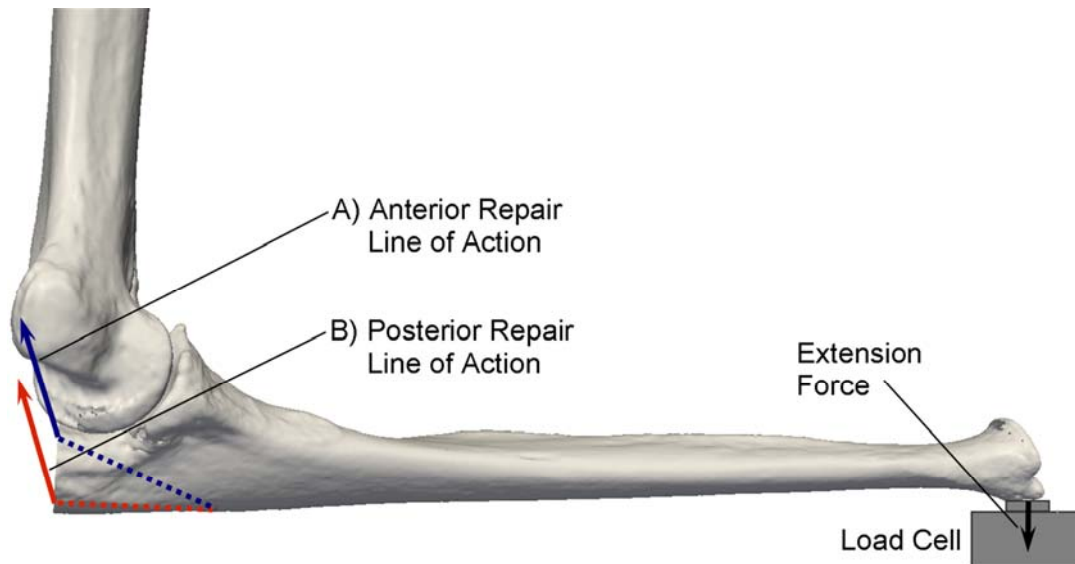 A) Anterior Repair
Line of Action
B) Posterior Repair
Line of Action
Extension
Force
Load Cell